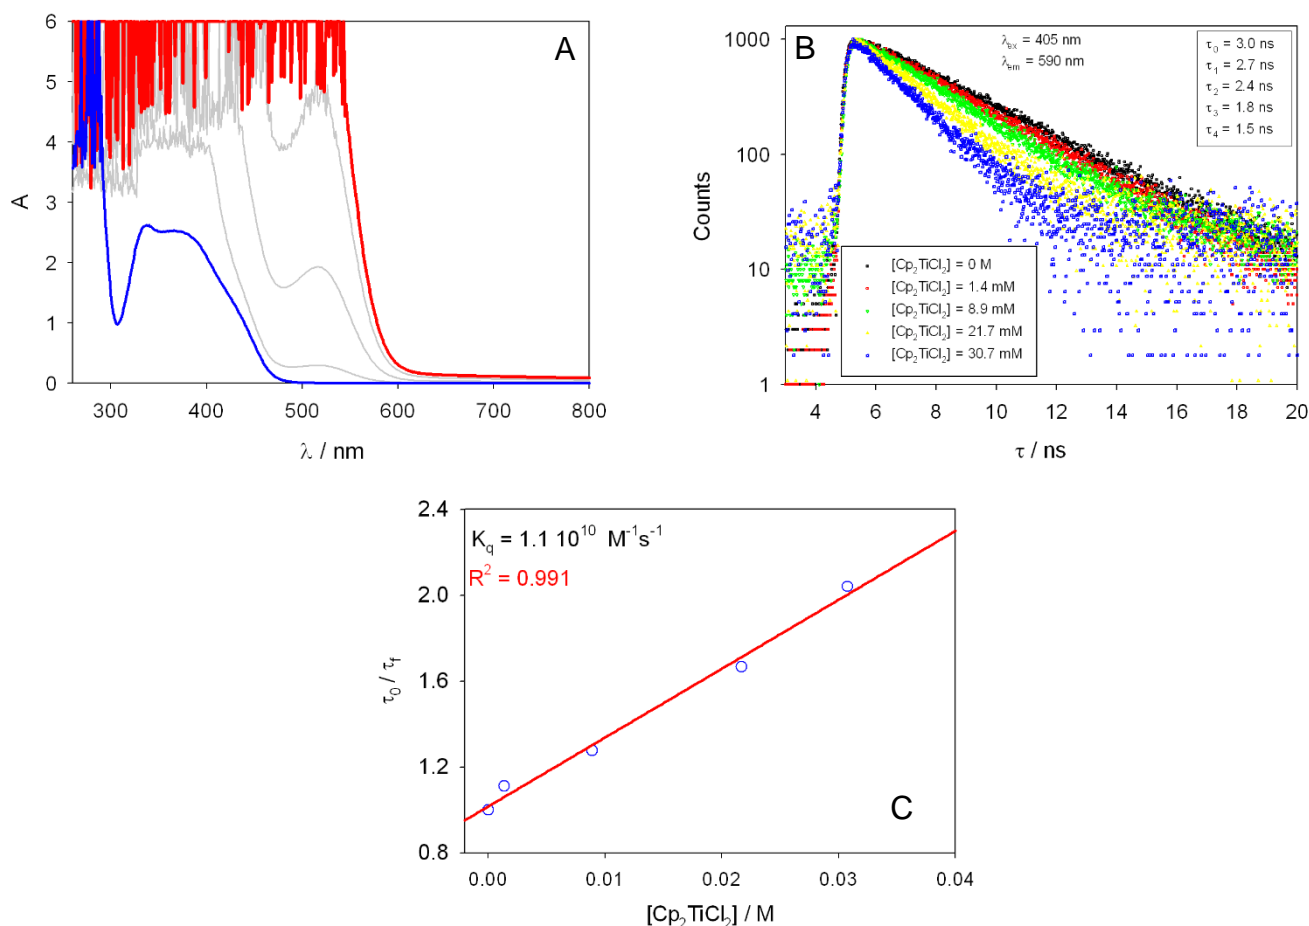 A
6
5
4
3
2
1
0
A
300
400
500
600
700
800
λ / nm
B
λex = 405 nm
λem = 590 nm
τ0 = 3.0 ns
τ1 = 2.7 ns
τ2 = 2.4 ns
τ3 = 1.8 ns
τ4 = 1.5 ns
1000
100
10
1
Counts
[Cp2TiCl2] = 0 M
[Cp2TiCl2] = 1.4 mM
[Cp2TiCl2] = 8.9 mM
[Cp2TiCl2] = 21.7 mM
[Cp2TiCl2] = 30.7 mM
4
6
8
10
12
14
16
18
20
τ / ns
2.4
2.0
1.6
1.2
0.8
τ0 / τf
Kq = 1.1 10^10 M^-1s^-1
R^2 = 0.991
C
0.00
0.01
0.02
0.03
0.04
[Cp2TiCl2] / M